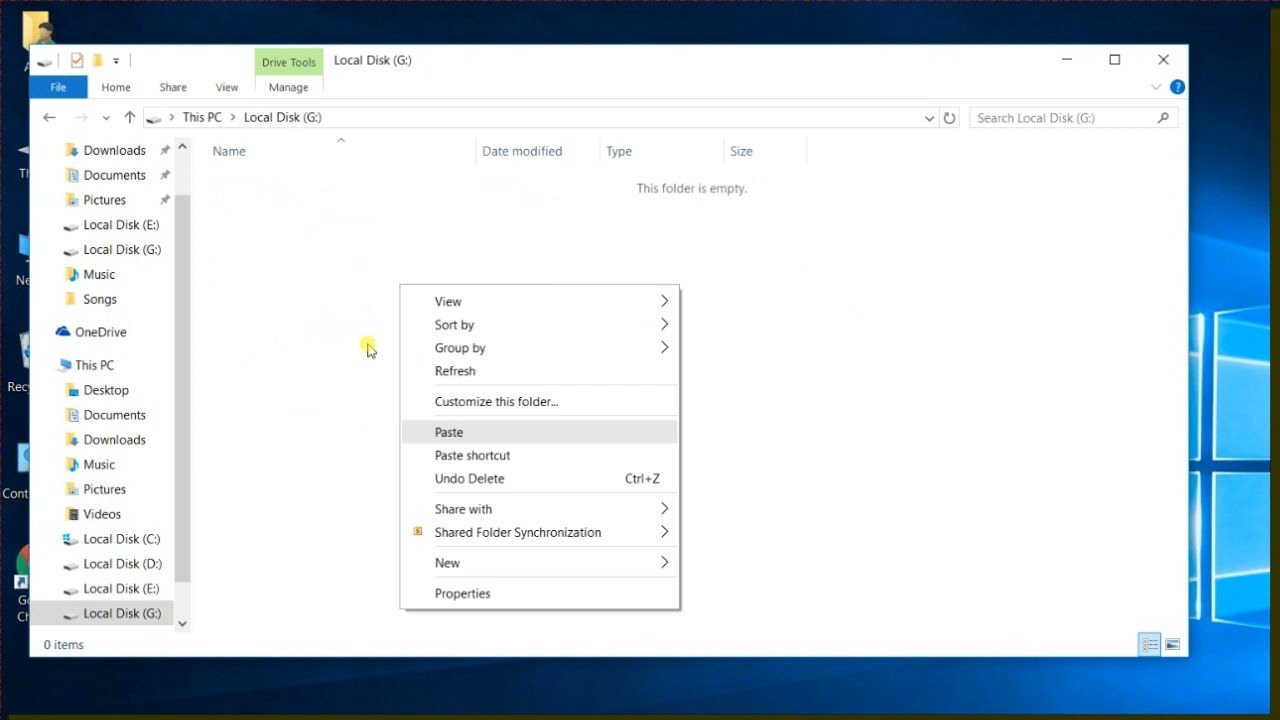 Drive Tools
Local Disk (G:)
File
Home
Share
View
Manage
This PC
Local Disk (G:)
Search Local Disk (G:)
Downloads
Documents
Pictures
Local Disk (E:)
Local Disk (G:)
Music
Songs
OneDrive
This PC
Desktop
Documents
Downloads
Music
Pictures
Videos
Local Disk (C:)
Local Disk (D:)
Local Disk (E:)
Local Disk (G:)
Name
Date modified
Type
Size
This folder is empty.
View
Sort by
Group by
Refresh
Customize this folder...
Paste
Paste shortcut
Undo Delete Ctrl+Z
Share with
Shared Folder Synchronization
New
Properties
0 items